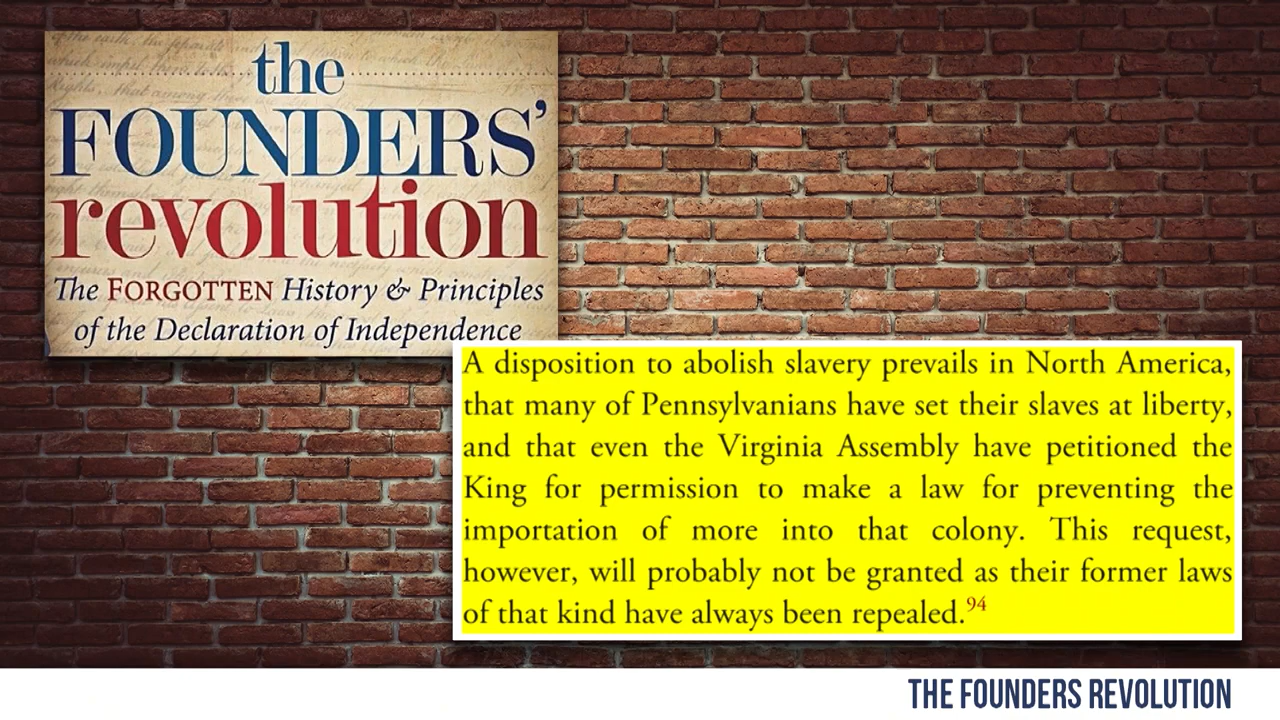 the
FOUNDERS'
revolution
The FORGOTTEN History & Principles
of the Declaration of Independence
A disposition to abolish slavery prevails in North America,
that many of Pennsylvanians have set their slaves at liberty,
and that even the Virginia Assembly have petitioned the
King for permission to make a law for preventing the
importation of more into that colony. This request,
however, will probably not be granted as their former laws
of that kind have always been repealed.94
THE FOUNDERS REVOLUTION